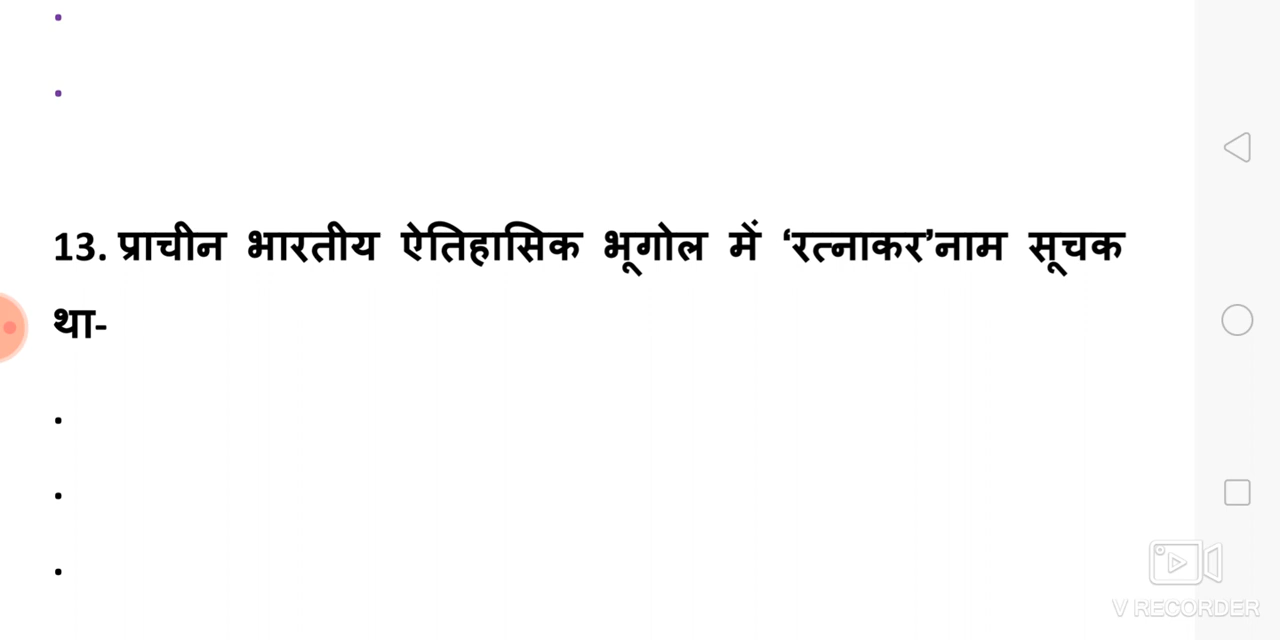 13. प्राचीन भारतीय ऐतिहासिक भूगोल में ‘रत्नाकर’नाम सूचक
था-
V RECORDER